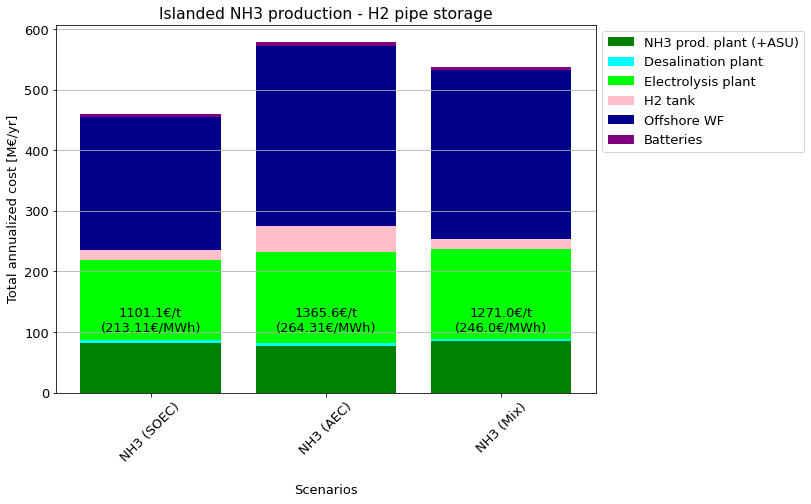 Islanded NH3 production - H2 pipe storage
Total annualized cost [M€/yr]
600
500
400
300
200
100
0
1101.1€/t
(213.11€/MWh)
1365.6€/t
(264.31€/MWh)
1271.0€/t
(246.0€/MWh)
NH3 (SOEC)
NH3 (AEC)
NH3 (Mix)
Scenarios
NH3 prod. plant (+ASU)
Desalination plant
Electrolysis plant
H2 tank
Offshore WF
Batteries